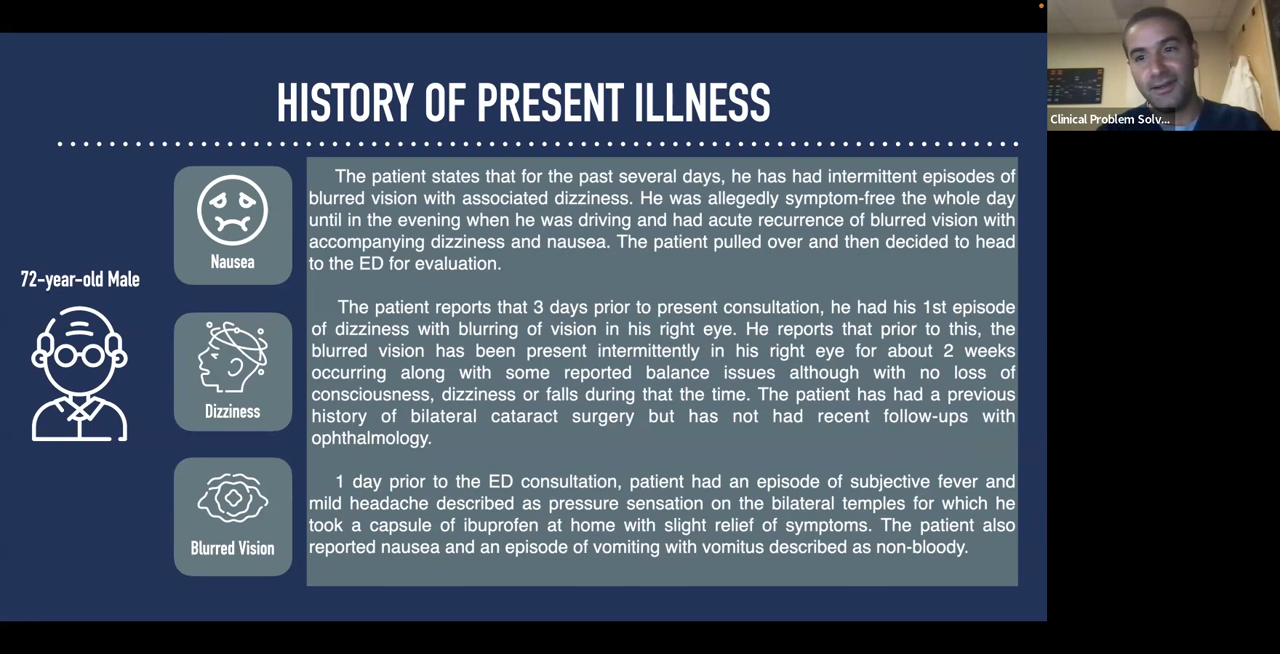 HISTORY OF PRESENT ILLNESS
Clinical Problem Solv...
72-year-old Male
Nausea
Dizziness
Blurred Vision
The patient states that for the past several days, he has had intermittent episodes of
blurred vision with associated dizziness. He was allegedly symptom-free the whole day
until in the evening when he was driving and had acute recurrence of blurred vision with
accompanying dizziness and nausea. The patient pulled over and then decided to head
to the ED for evaluation.
The patient reports that 3 days prior to present consultation, he had his 1st episode
of dizziness with blurring of vision in his right eye. He reports that prior to this, the
blurred vision has been present intermittently in his right eye for about 2 weeks
occurring along with some reported balance issues although with no loss of
consciousness, dizziness or falls during that the time. The patient has had a previous
history of bilateral cataract surgery but has not had recent follow-ups with
ophthalmology.
1 day prior to the ED consultation, patient had an episode of subjective fever and
mild headache described as pressure sensation on the bilateral temples for which he
took a capsule of ibuprofen at home with slight relief of symptoms. The patient also
reported nausea and an episode of vomiting with vomitus described as non-bloody.